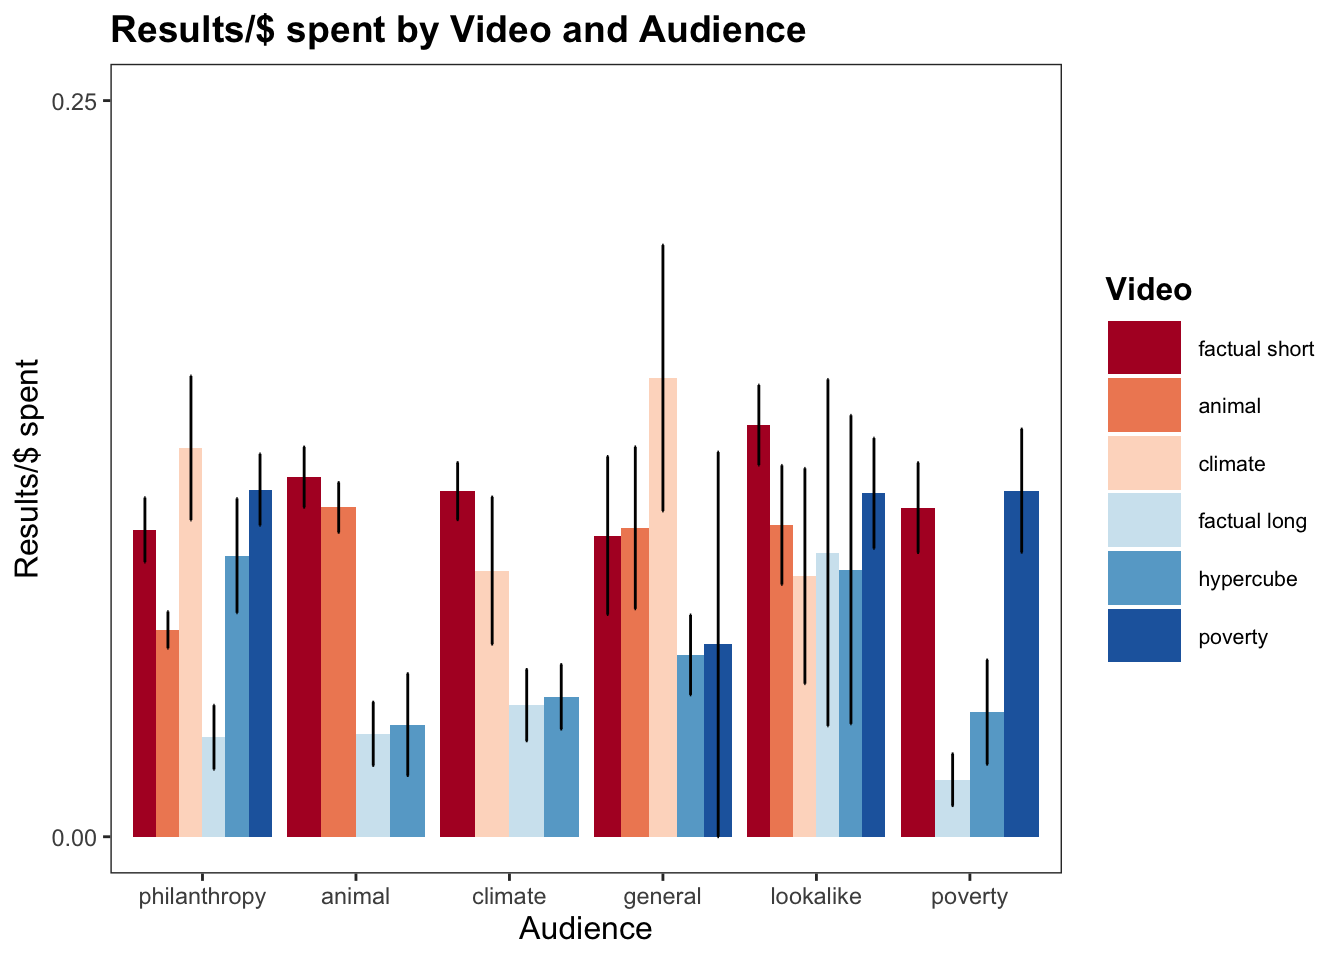 Results/$ spent by Video and Audience
Results/$ spent
0.25
0.00
philanthropy animal climate general lookalike poverty
Audience
Video
factual short
animal
climate
factual long
hypercube
poverty